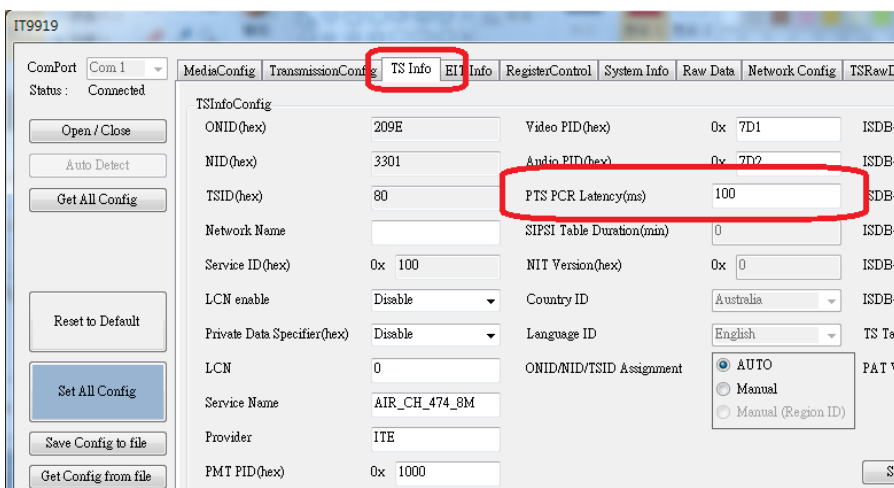 IT9919
ComPort Com 1
Status : Connected
Open / Close
Auto Detect
Get All Config
Reset to Default
Set All Config
Save Config to file
Get Config from file
MediaConfig TransmissionConfig TS Info EIT Info RegisterControl System Info Raw Data Network Config TSRawD
TSInfoConfig
ONID(hex) 209E Video PID(hex) 0x 7D1 ISDB-
NID(hex) 3301 Audio PID(hex) 0x 7D2 ISDB-
TSID(hex) 80 PTS PCR Latency(ms) 100 ISDB-
Network Name SIPSI Table Duration(min) 0 ISDB-
Service ID(hex) 0x 100 NIT Version(hex) 0x 0 ISDB-
LCN enable Disable Country ID Australia ISDB-
Private Data Specifier(hex) Disable Language ID English TS Ta
LCN 0 ONID/NID/TSID Assignment AUTO PAT V
Manual
Service Name AIR_CH_474_8M Manual (Region ID)
Provider ITE
PMT PID(hex) 0x 1000 S